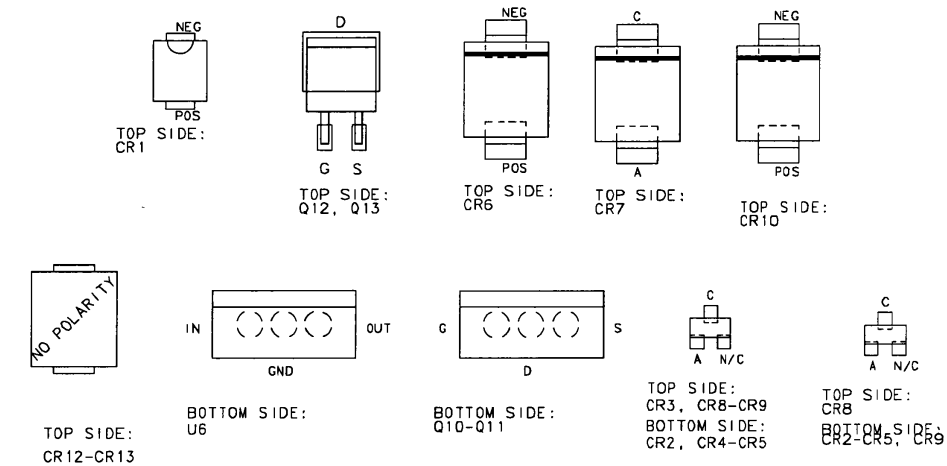 NEG
POS
TOP SIDE:
CR1
D
G S
TOP SIDE:
Q12, Q13
NEG
POS
TOP SIDE:
CR6
C
A
TOP SIDE:
CR7
NEG
POS
TOP SIDE:
CR10
NO POLARITY
TOP SIDE:
CR12-CR13
IN OUT
GND
BOTTOM SIDE:
U6
G S
D
BOTTOM SIDE:
Q10-Q11
C
A N/C
TOP SIDE:
CR3, CR8-CR9
BOTTOM SIDE:
CR2, CR4-CR5
C
A N/C
TOP SIDE:
CR8
BOTTOM SIDE:
CR2-CR5, CR9